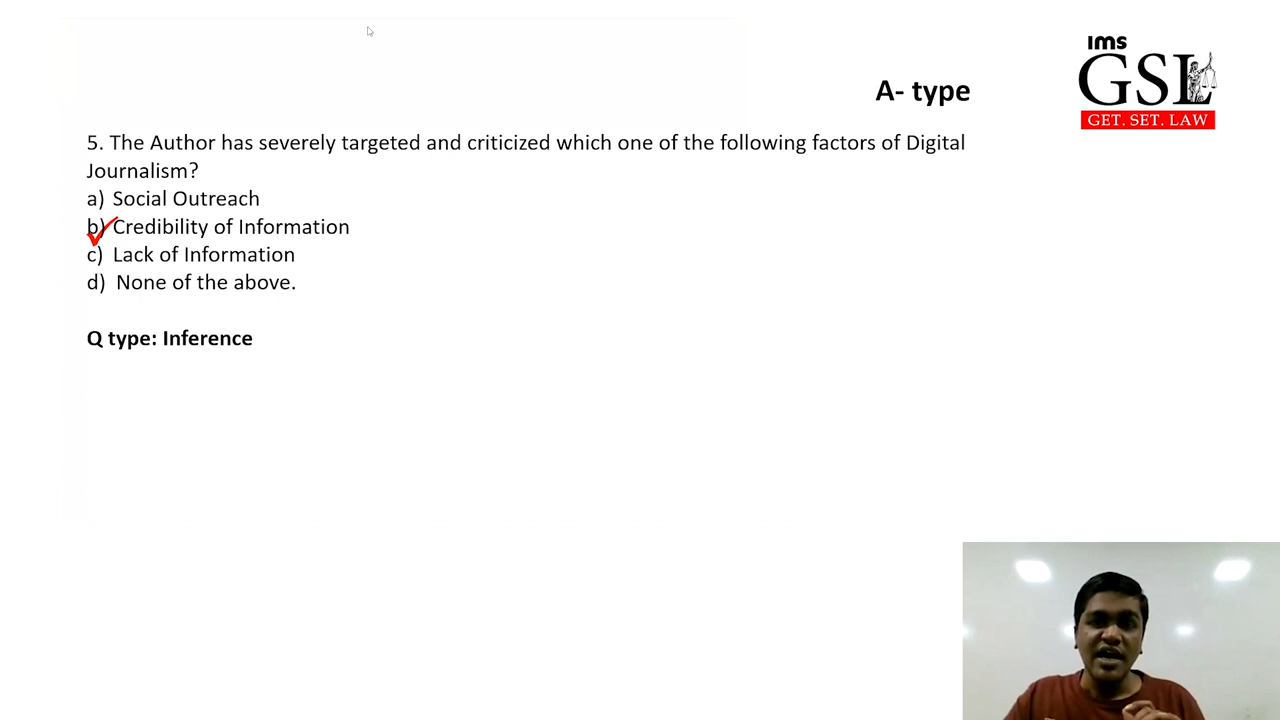 ims
GSL
GET. SET. LAW
A- type
5. The Author has severely targeted and criticized which one of the following factors of Digital
Journalism?
a) Social Outreach
b) Credibility of Information
c) Lack of Information
d) None of the above.
Q type: Inference